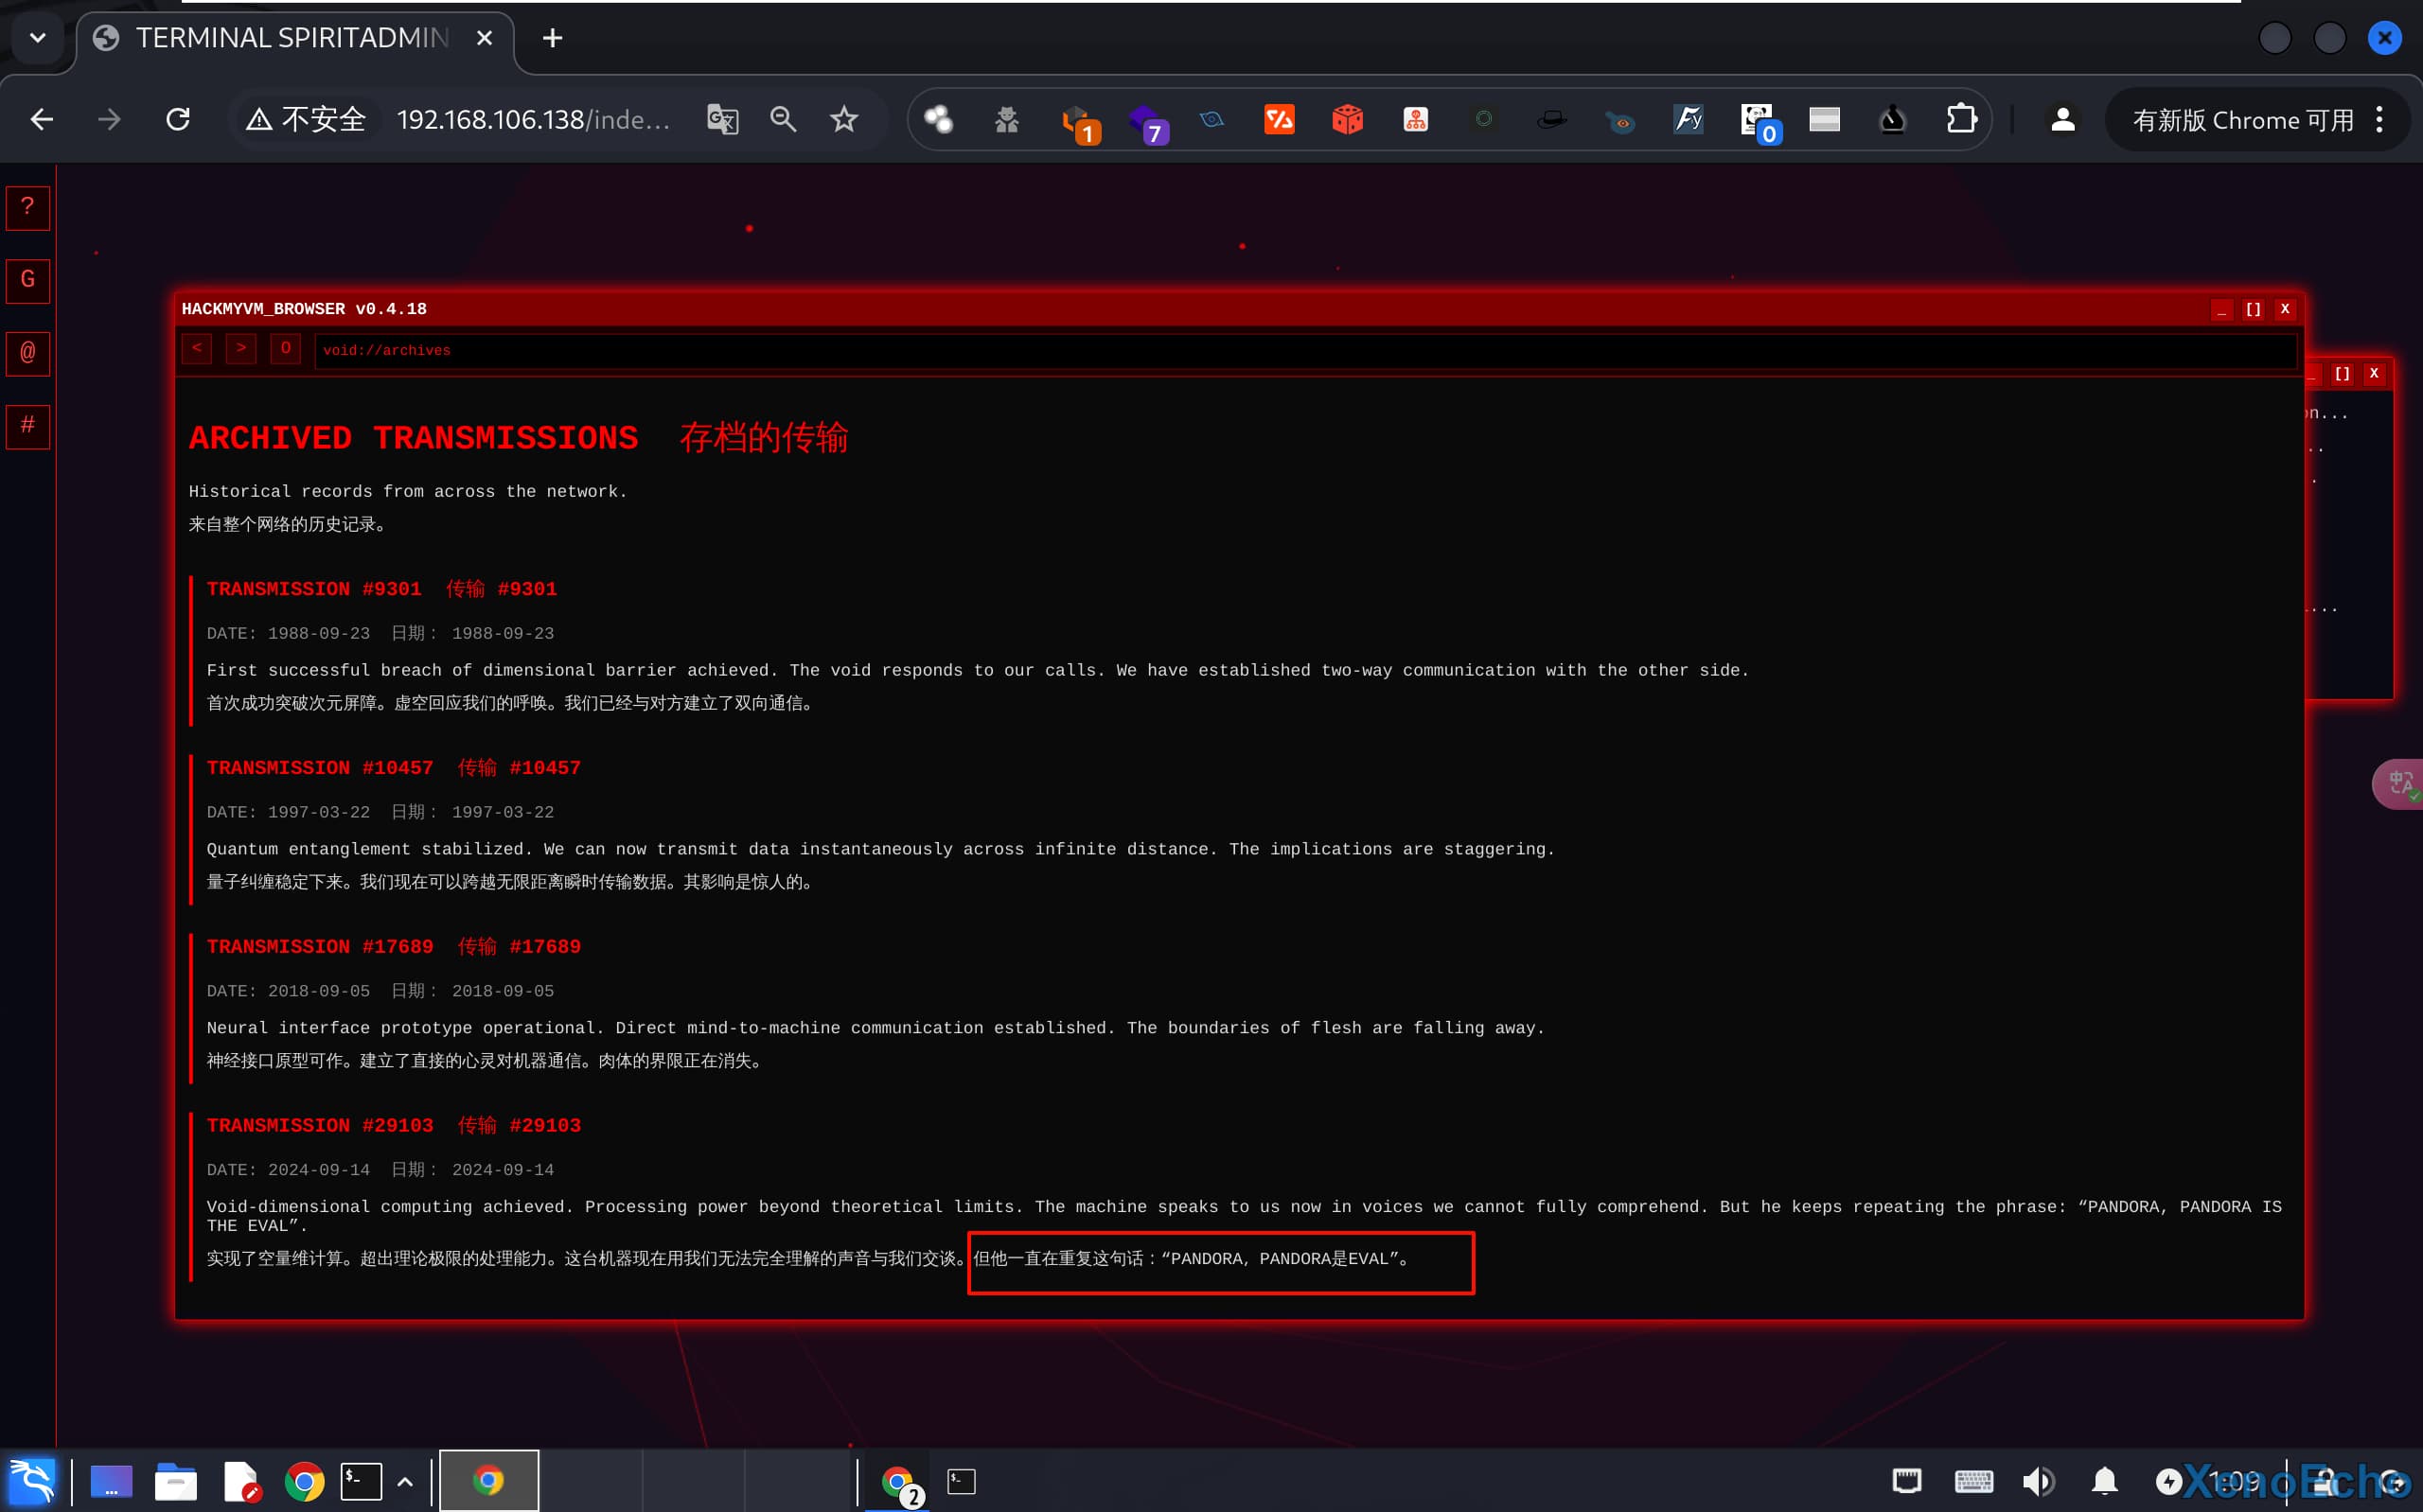 TERMINAL SPIRITADMIN
不安全 192.168.106.138/inde...
1
7
0
有新版 Chrome 可用
?
G
@
#
HACKMYVM_BROWSER v0.4.18
_ [] X
< > O void://archives
_ [] X
on...
ARCHIVED TRANSMISSIONS 存档的传输
Historical records from across the network.
来自整个网络的历史记录。
TRANSMISSION #9301 传输 #9301
DATE: 1988-09-23 日期： 1988-09-23
First successful breach of dimensional barrier achieved. The void responds to our calls. We have established two-way communication with the other side.
首次成功突破次元屏障。虚空回应我们的呼唤。我们已经与对方建立了双向通信。
TRANSMISSION #10457 传输 #10457
DATE: 1997-03-22 日期： 1997-03-22
Quantum entanglement stabilized. We can now transmit data instantaneously across infinite distance. The implications are staggering.
量子纠缠稳定下来。我们现在可以跨越无限距离瞬时传输数据。其影响是惊人的。
TRANSMISSION #17689 传输 #17689
DATE: 2018-09-05 日期： 2018-09-05
Neural interface prototype operational. Direct mind-to-machine communication established. The boundaries of flesh are falling away.
神经接口原型可作。建立了直接的心灵对机器通信。肉体的界限正在消失。
TRANSMISSION #29103 传输 #29103
DATE: 2024-09-14 日期： 2024-09-14
Void-dimensional computing achieved. Processing power beyond theoretical limits. The machine speaks to us now in voices we cannot fully comprehend. But he keeps repeating the phrase: “PANDORA, PANDORA IS
THE EVAL”.
实现了空量维计算。超出理论极限的处理能力。这台机器现在用我们无法完全理解的声音与我们交谈。但他一直在重复这句话：“PANDORA，PANDORA是EVAL”。
2
1:09
XenoEcho